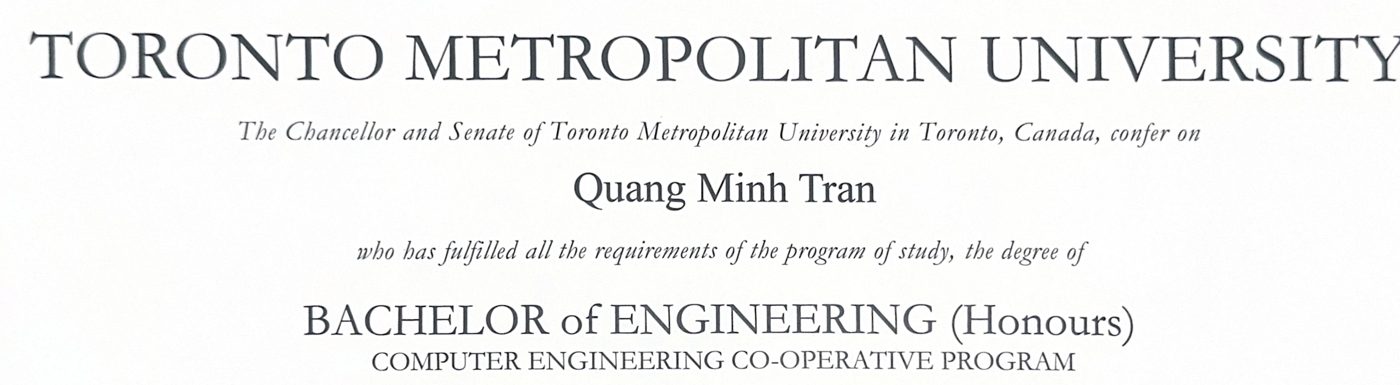 TORONTO METROPOLITAN UNIVERSITY
The Chancellor and Senate of Toronto Metropolitan University in Toronto, Canada, confer on
Quang Minh Tran
who has fulfilled all the requirements of the program of study, the degree of
BACHELOR of ENGINEERING (Honours)
COMPUTER ENGINEERING CO-OPERATIVE PROGRAM